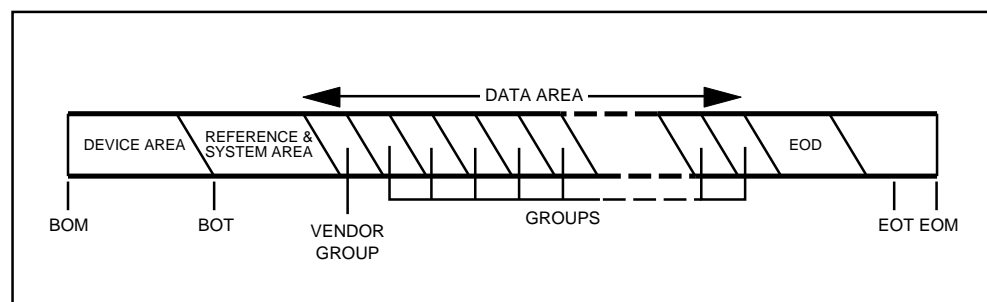 DATA AREA
DEVICE AREA
REFERENCE &
SYSTEM AREA
EOD
BOM
BOT
VENDOR
GROUP
GROUPS
EOT EOM